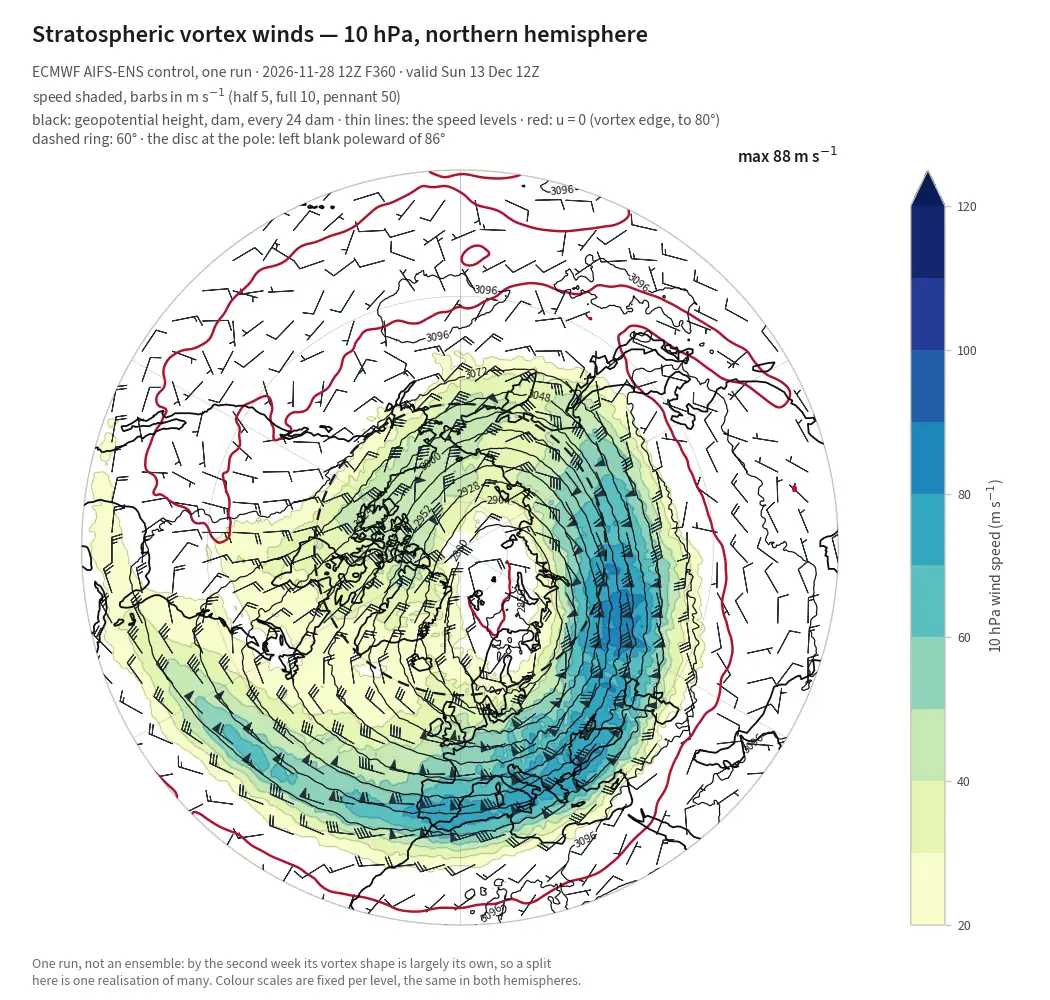 Stratospheric vortex winds — 10 hPa, northern hemisphere
ECMWF AIFS-ENS control, one run · 2026-11-28 12Z F360 · valid Sun 13 Dec 12Z
speed shaded, barbs in m s⁻¹ (half 5, full 10, pennant 50)
black: geopotential height, dam, every 24 dam · thin lines: the speed levels · red: u = 0 (vortex edge, to 80°)
dashed ring: 60° · the disc at the pole: left blank poleward of 86°
max 88 m s⁻¹
3096
3096
3096
3096
3072
3048
3000
2928
2904
2952
3096
3096
120
100
80
60
40
20
10 hPa wind speed (m s⁻¹)
One run, not an ensemble: by the second week its vortex shape is largely its own, so a split
here is one realisation of many. Colour scales are fixed per level, the same in both hemispheres.